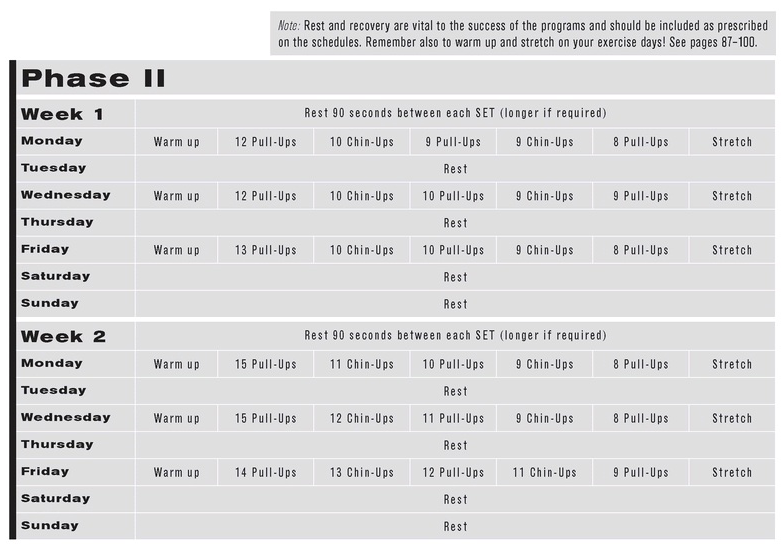 Note: Rest and recovery are vital to the success of the programs and should be included as prescribed
on the schedules. Remember also to warm up and stretch on your exercise days! See pages 87–100.
Phase II
Week 1 Rest 90 seconds between each SET (longer if required)
Monday Warm up 12 Pull-Ups 10 Chin-Ups 9 Pull-Ups 9 Chin-Ups 8 Pull-Ups Stretch
Tuesday Rest
Wednesday Warm up 12 Pull-Ups 10 Chin-Ups 10 Pull-Ups 9 Chin-Ups 9 Pull-Ups Stretch
Thursday Rest
Friday Warm up 13 Pull-Ups 10 Chin-Ups 10 Pull-Ups 9 Chin-Ups 8 Pull-Ups Stretch
Saturday Rest
Sunday Rest
Week 2 Rest 90 seconds between each SET (longer if required)
Monday Warm up 15 Pull-Ups 11 Chin-Ups 10 Pull-Ups 9 Chin-Ups 8 Pull-Ups Stretch
Tuesday Rest
Wednesday Warm up 15 Pull-Ups 12 Chin-Ups 11 Pull-Ups 9 Chin-Ups 8 Pull-Ups Stretch
Thursday Rest
Friday Warm up 14 Pull-Ups 13 Chin-Ups 12 Pull-Ups 11 Chin-Ups 9 Pull-Ups Stretch
Saturday Rest
Sunday Rest